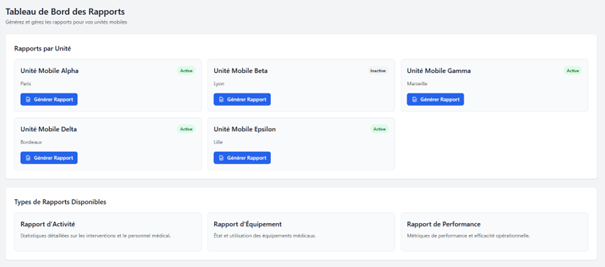 Tableau de Bord des Rapports
Générez et gérez les rapports pour vos unités mobiles
Rapports par Unité
Unité Mobile Alpha
Active
Paris
Générer Rapport
Unité Mobile Beta
Inactive
Lyon
Générer Rapport
Unité Mobile Gamma
Active
Marseille
Générer Rapport
Unité Mobile Delta
Active
Bordeaux
Générer Rapport
Unité Mobile Epsilon
Active
Lille
Générer Rapport
Types de Rapports Disponibles
Rapport d'Activité
Statistiques détaillées sur les interventions et le personnel médical.
Rapport d'Équipement
État et utilisation des équipements médicaux.
Rapport de Performance
Métriques de performance et efficacité opérationnelle.